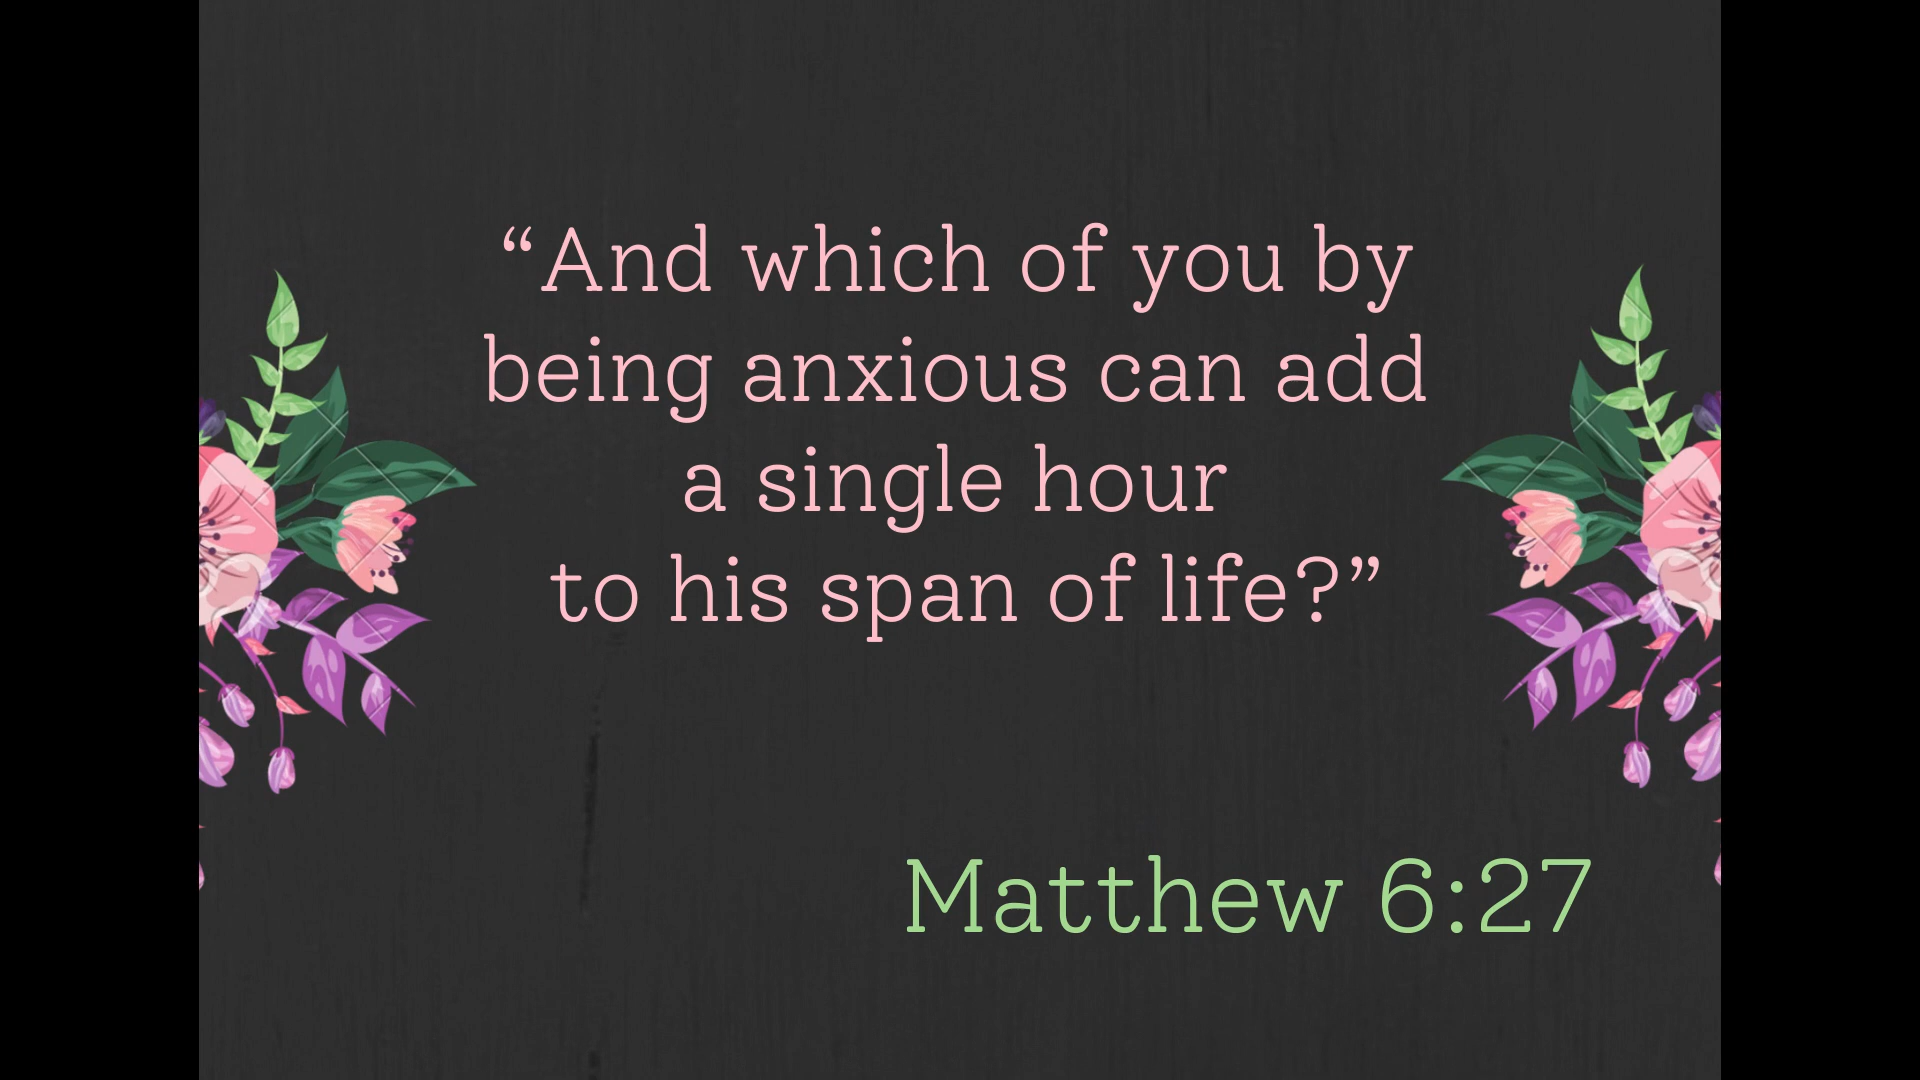 “And which of you by
being anxious can add
a single hour
to his span of life?”
Matthew 6:27